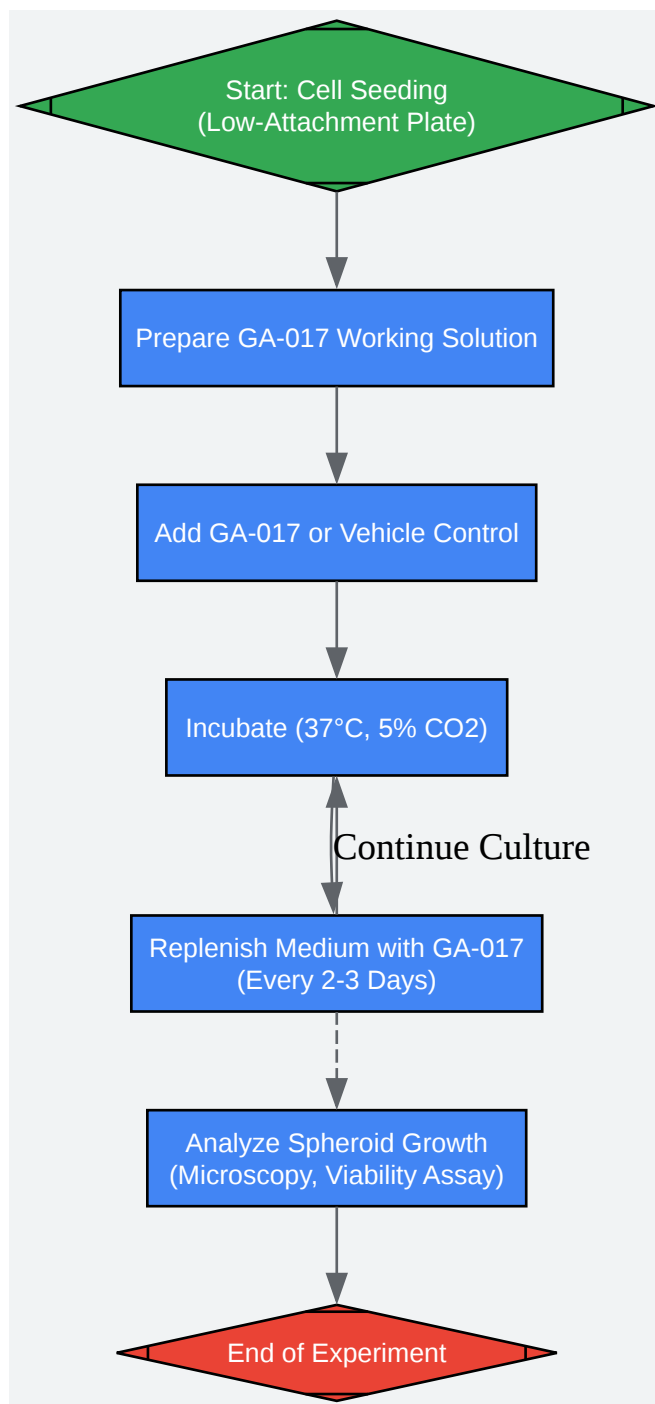 Start: Cell Seeding
(Low-Attachment Plate)
Prepare GA-017 Working Solution
Add GA-017 or Vehicle Control
Incubate (37°C, 5% CO2)
Continue Culture
Replenish Medium with GA-017
(Every 2-3 Days)
Analyze Spheroid Growth
(Microscopy, Viability Assay)
End of Experiment